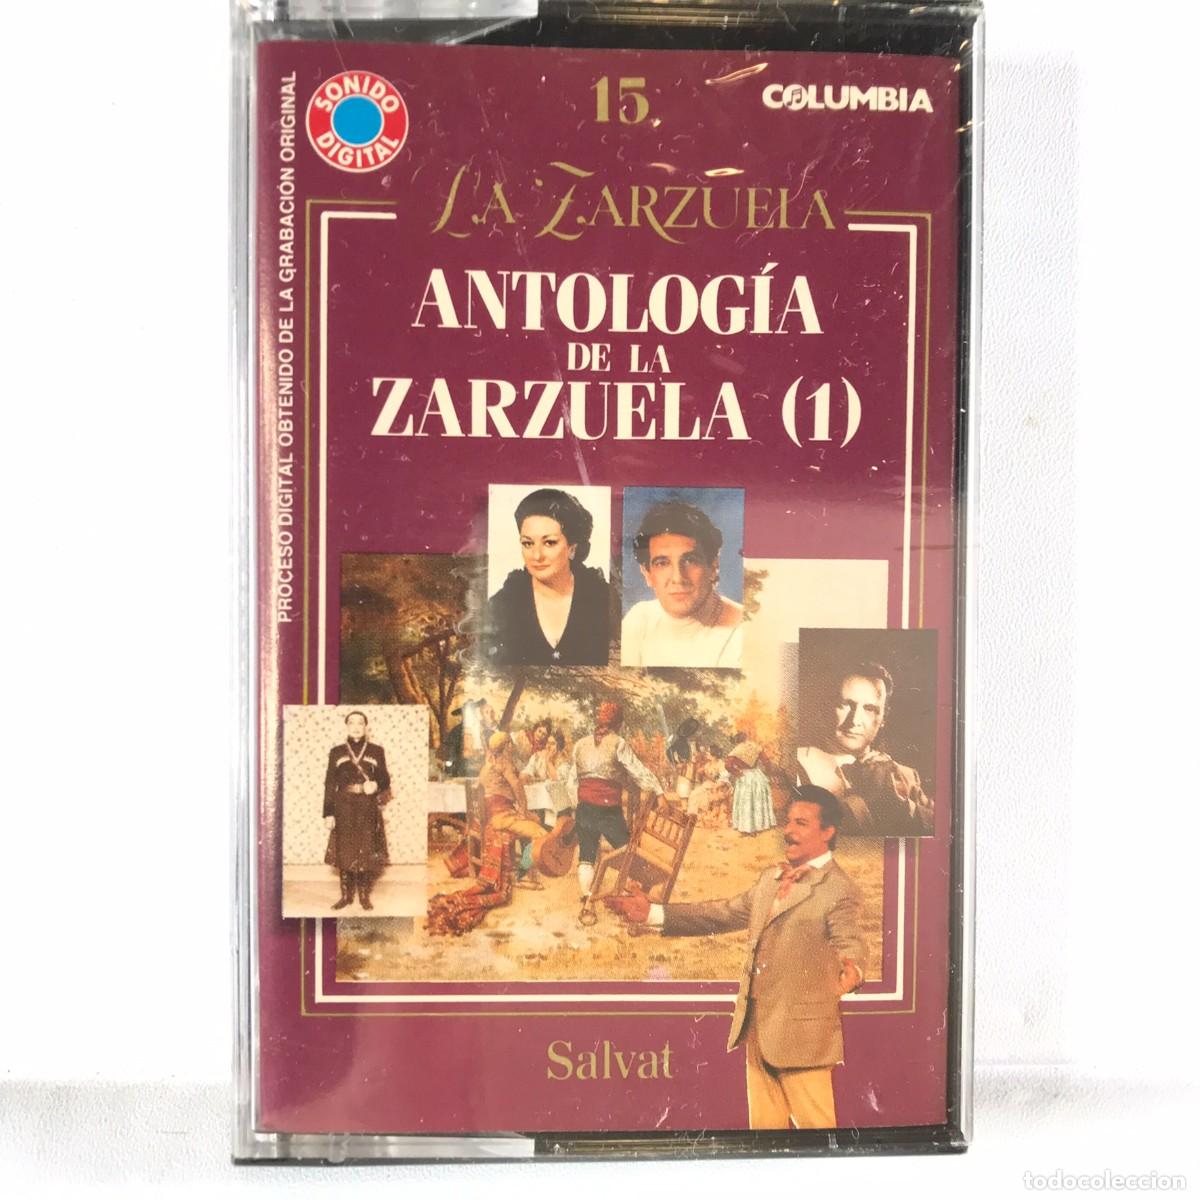 SONIDO DIGITAL
15
COLUMBIA
PROCESO DIGITAL OBTENIDO DE LA GRABACIÓN ORIGINAL
LA ZARZUELA
ANTOLOGÍA
DE LA
ZARZUELA (1)
Salvat
todocoleccion